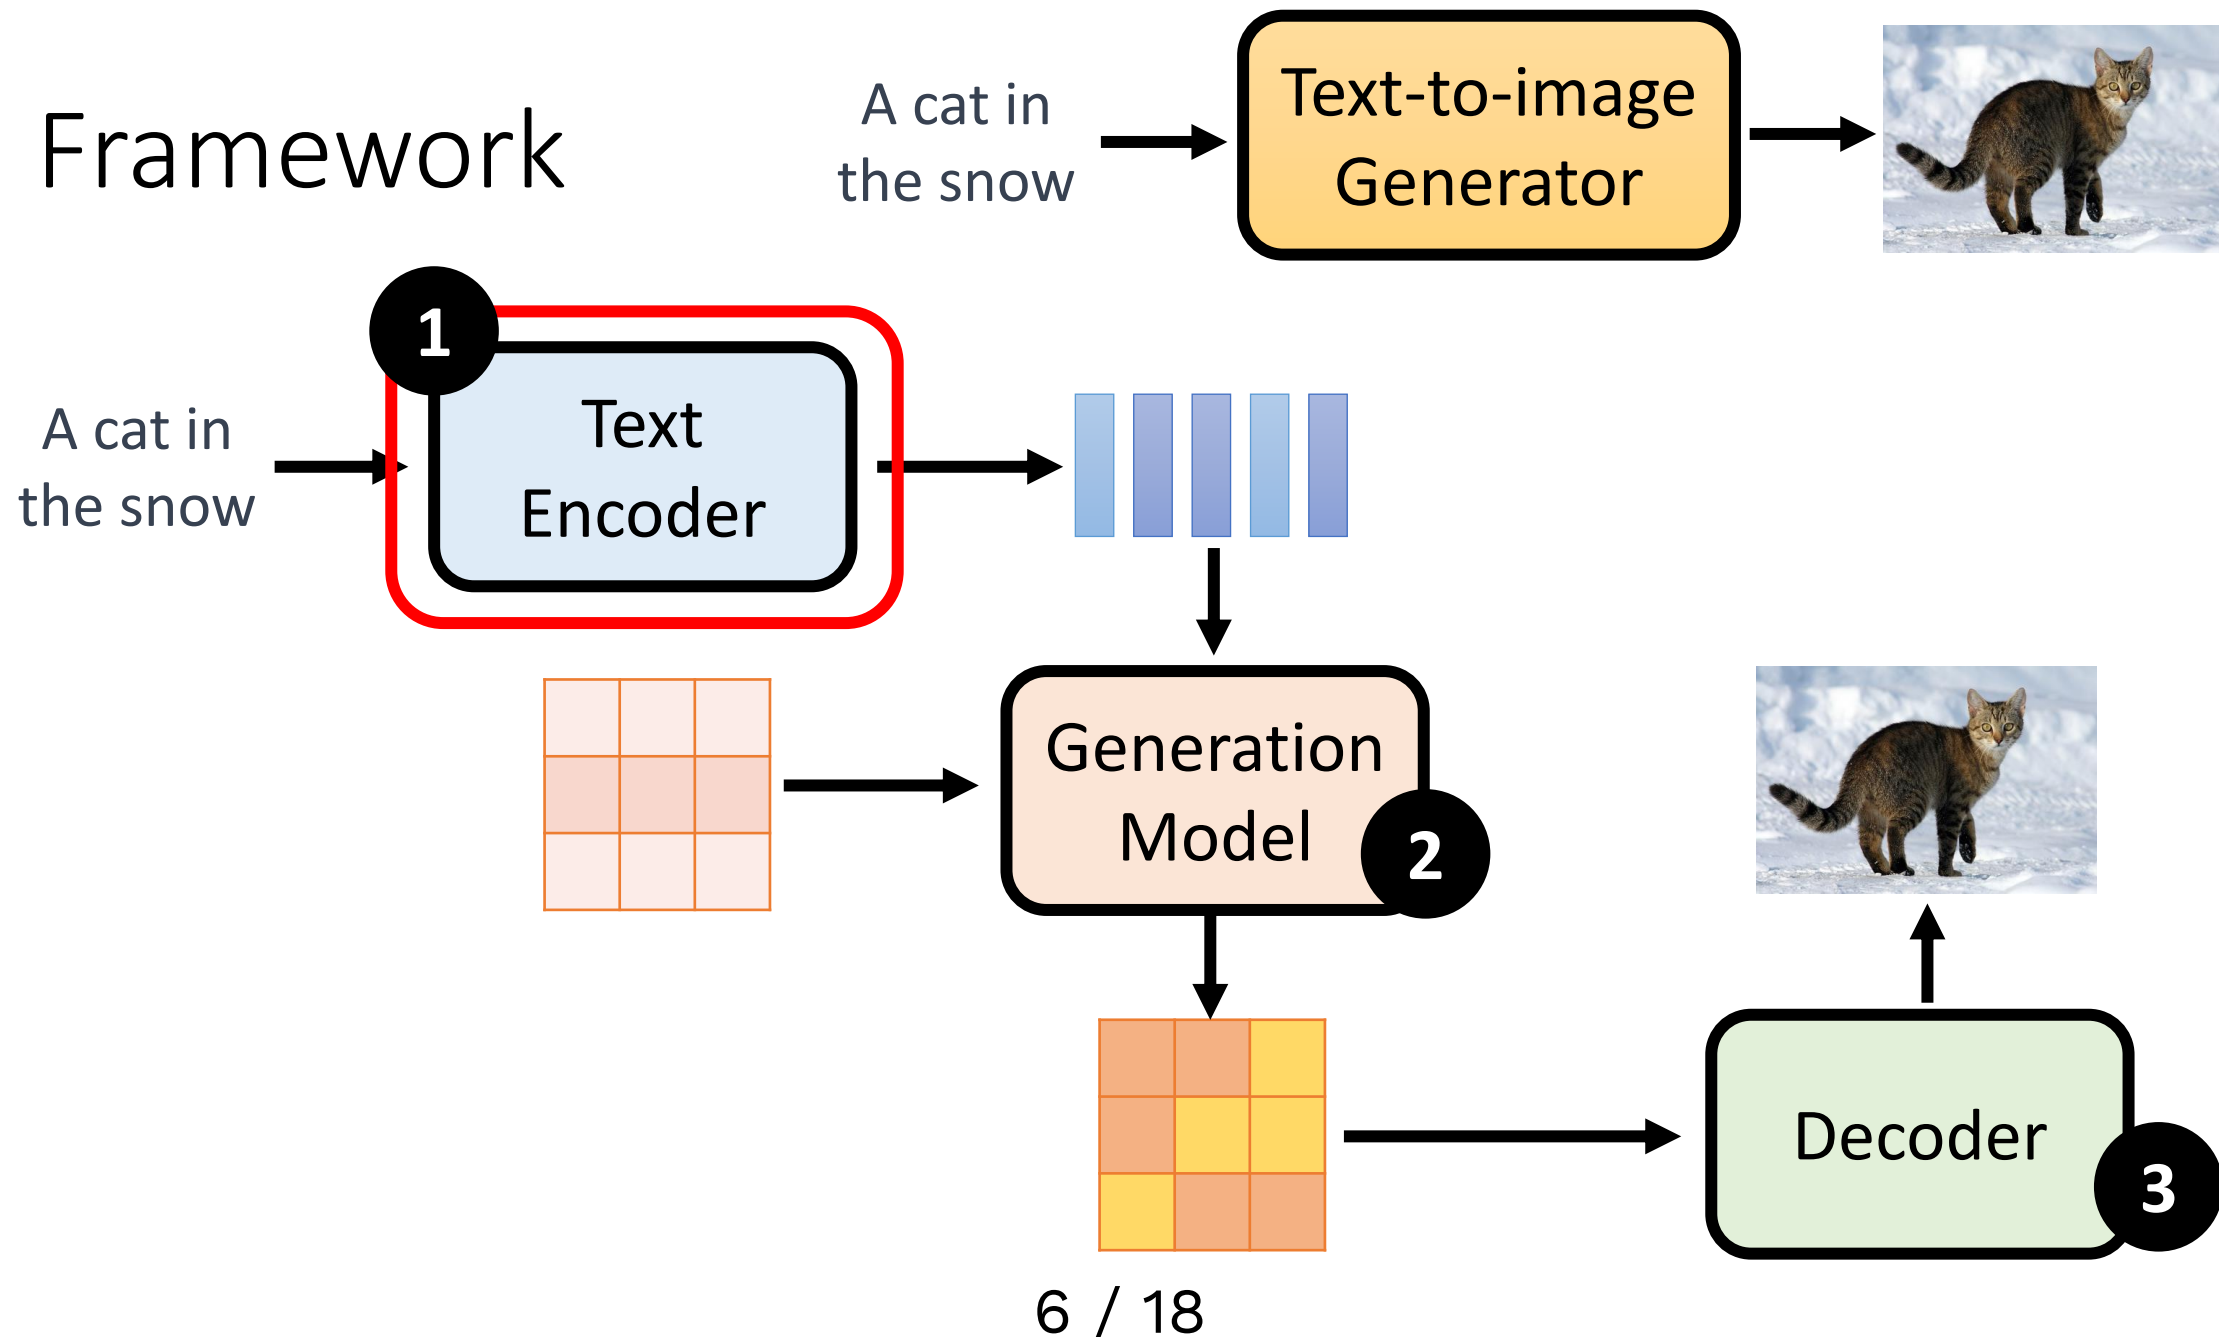 Framework
A cat in
the snow
Text-to-image
Generator
1
A cat in
the snow
Text
Encoder
Generation
Model
2
Decoder
3
6 / 18